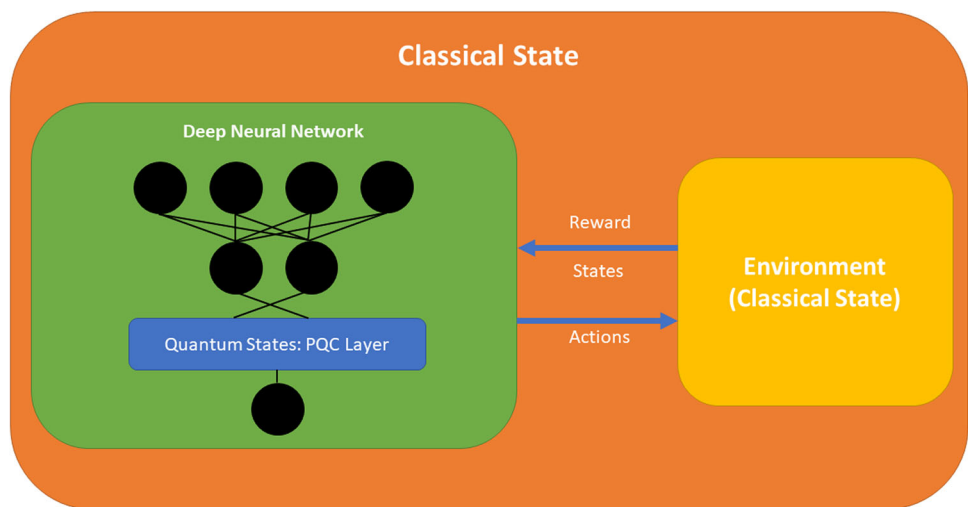 Classical State
Deep Neural Network
Quantum States: PQC Layer
Reward
States
Actions
Environment
(Classical State)